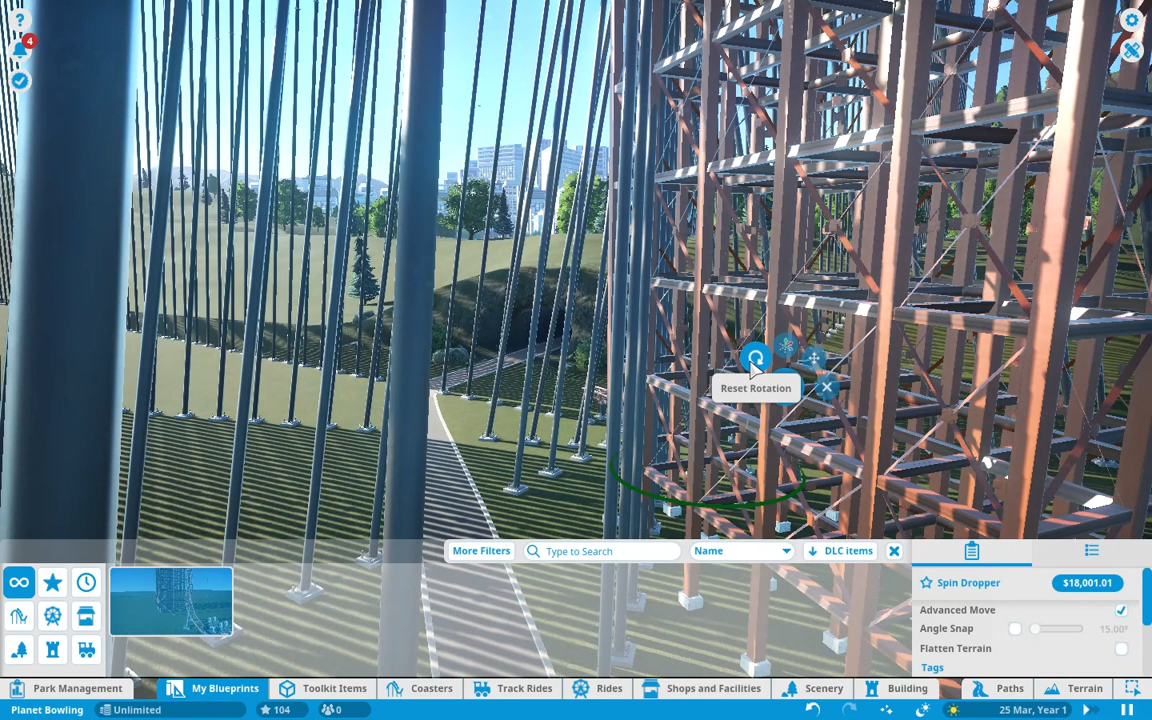 ?
4
Reset Rotation
More Filters
Type to Search
Name
DLC items
Spin Dropper
$18,001.01
Advanced Move
Angle Snap
15.00°
Flatten Terrain
Tags
Park Management
My Blueprints
Toolkit Items
Coasters
Track Rides
Rides
Shops and Facilities
Scenery
Building
Paths
Terrain
Planet Bowling
Unlimited
104
0
25 Mar, Year 1